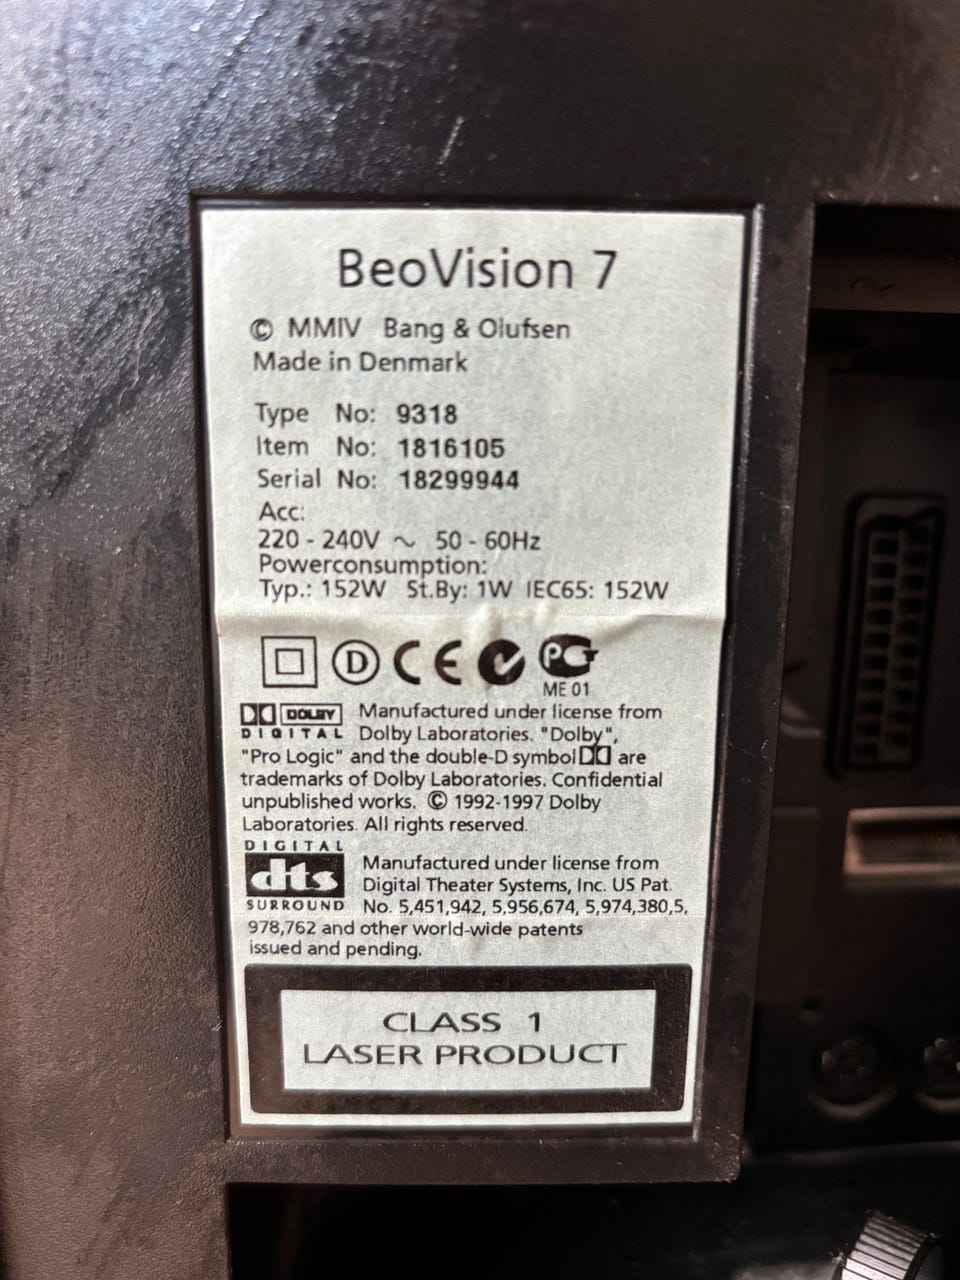 BeoVision 7
© MMIV Bang & Olufsen
Made in Denmark
Type No: 9318
Item No: 1816105
Serial No: 18299944
Acc:
220 - 240V ~ 50 - 60Hz
Powerconsumption:
Typ.: 152W St.By: 1W IEC65: 152W
D CE PCT
ME 01
DOLBY
DIGITAL
Manufactured under license from
Dolby Laboratories. "Dolby",
"Pro Logic" and the double-D symbol are
trademarks of Dolby Laboratories. Confidential
unpublished works. © 1992-1997 Dolby
Laboratories. All rights reserved.
DIGITAL
dts
SURROUND
Manufactured under license from
Digital Theater Systems, Inc. US Pat.
No. 5,451,942, 5,956,674, 5,974,380,5,
978,762 and other world-wide patents
issued and pending.
CLASS 1
LASER PRODUCT